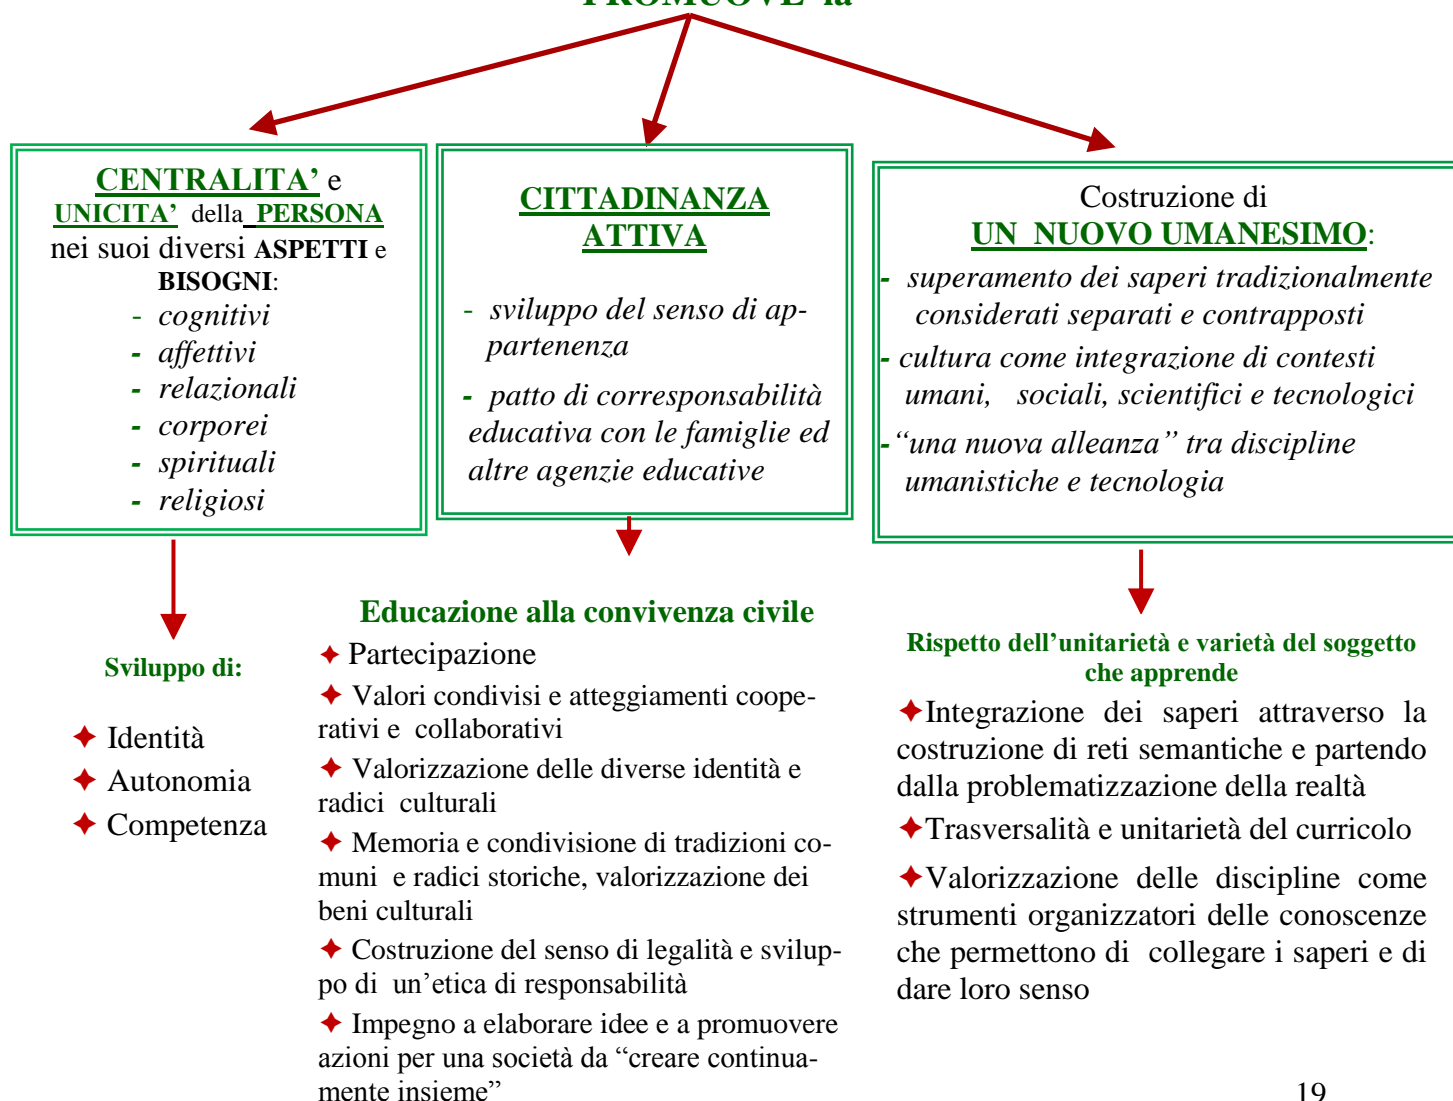 PROMUOVE la
CENTRALITA’ e
UNICITA’ della PERSONA
nei suoi diversi ASPETTI e
BISOGNI:
- cognitivi
- affettivi
- relazionali
- corporei
- spirituali
- religiosi
CITTADINANZA
ATTIVA
- sviluppo del senso di ap-
partenenza
- patto di corresponsabilità
educativa con le famiglie ed
altre agenzie educative
Costruzione di
UN NUOVO UMANESIMO:
- superamento dei saperi tradizionalmente
considerati separati e contrapposti
- cultura come integrazione di contesti
umani, sociali, scientifici e tecnologici
-“una nuova alleanza” tra discipline
umanistiche e tecnologia
Sviluppo di:
✦ Identità
✦ Autonomia
✦ Competenza
Educazione alla convivenza civile
✦ Partecipazione
✦ Valori condivisi e atteggiamenti coope-
rativi e collaborativi
✦ Valorizzazione delle diverse identità e
radici culturali
✦ Memoria e condivisione di tradizioni co-
muni e radici storiche, valorizzazione dei
beni culturali
✦ Costruzione del senso di legalità e svilup-
po di un’etica di responsabilità
✦ Impegno a elaborare idee e a promuovere
azioni per una società da “creare continua-
mente insieme”
Rispetto dell’unitarietà e varietà del soggetto
che apprende
✦Integrazione dei saperi attraverso la
costruzione di reti semantiche e partendo
dalla problematizzazione della realtà
✦Trasversalità e unitarietà del curricolo
✦Valorizzazione delle discipline come
strumenti organizzatori delle conoscenze
che permettono di collegare i saperi e di
dare loro senso
19